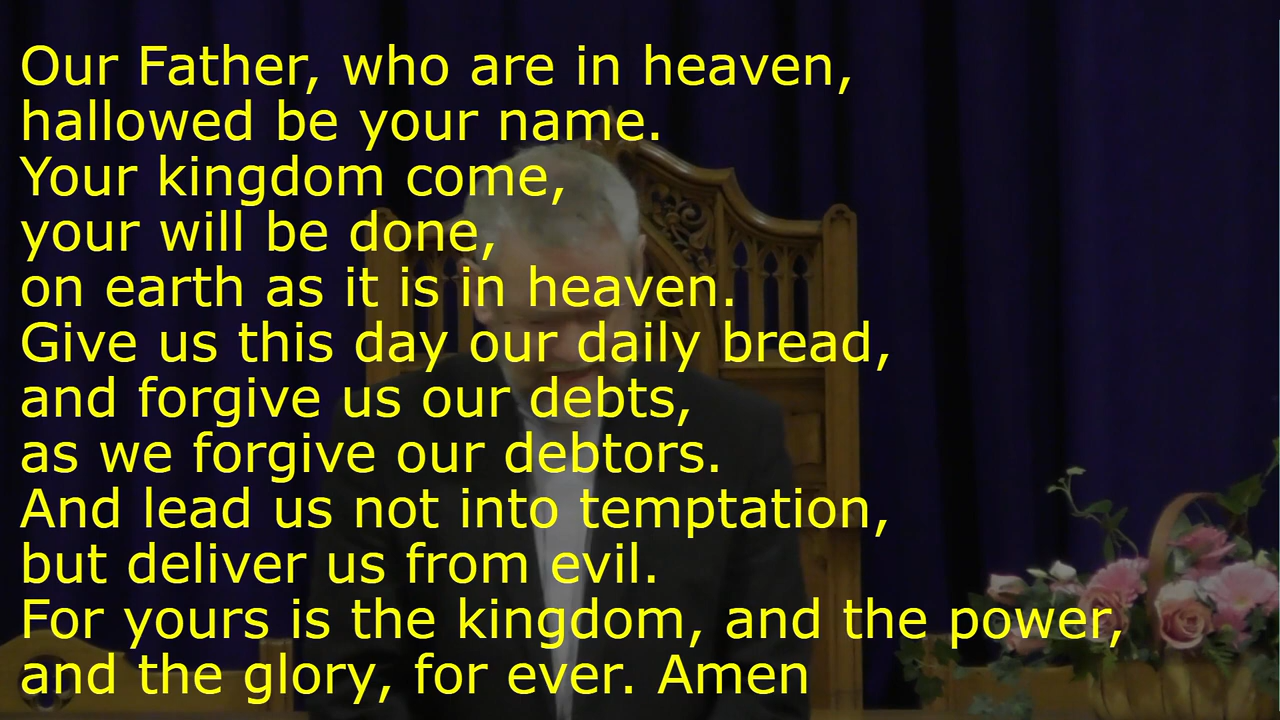 Our Father, who are in heaven,
hallowed be your name.
Your kingdom come,
your will be done,
on earth as it is in heaven.
Give us this day our daily bread,
and forgive us our debts,
as we forgive our debtors.
And lead us not into temptation,
but deliver us from evil.
For yours is the kingdom, and the power,
and the glory, for ever. Amen